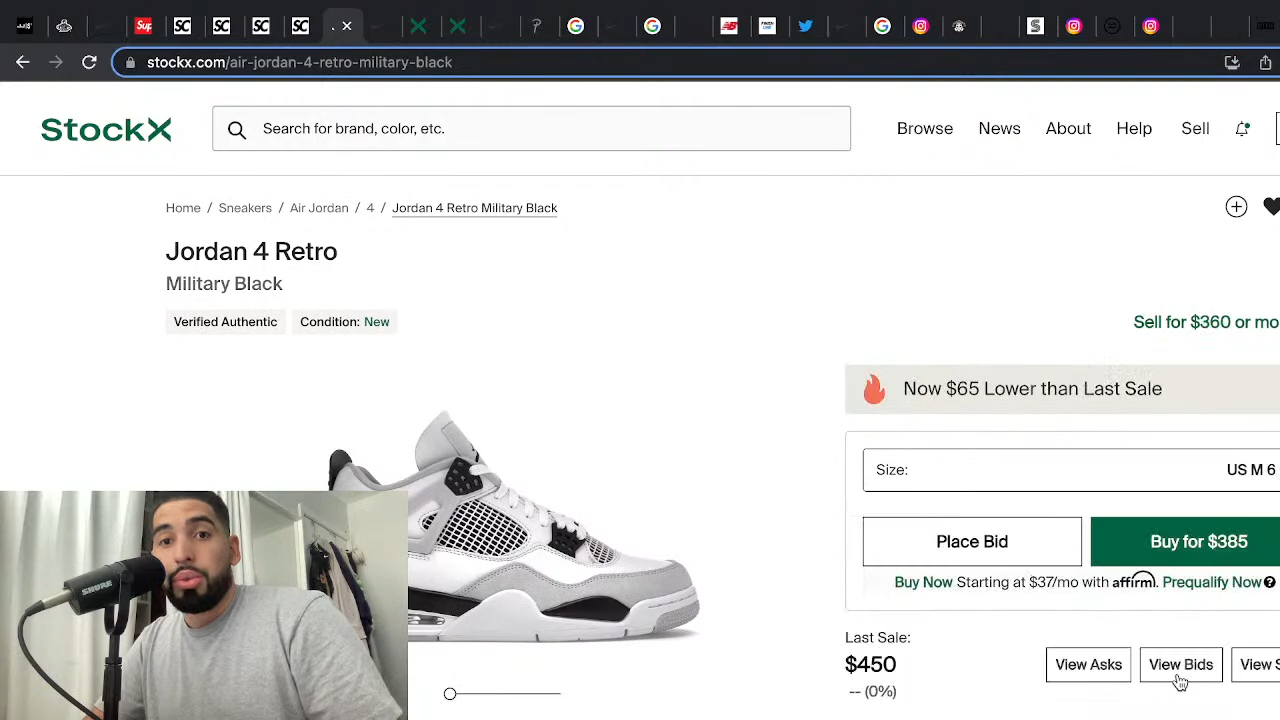 stockx.com/air-jordan-4-retro-military-black
StockX
Search for brand, color, etc.
Browse
News
About
Help
Sell
Home / Sneakers / Air Jordan / 4 / Jordan 4 Retro Military Black
Jordan 4 Retro
Military Black
Verified Authentic
Condition: New
Sell for $360 or mo
Now $65 Lower than Last Sale
Size:
US M 6
Place Bid
Buy for $385
Buy Now Starting at $37/mo with affirm. Prequalify Now
Last Sale:
$450
-- (0%)
View Asks
View Bids
View S
SHURE